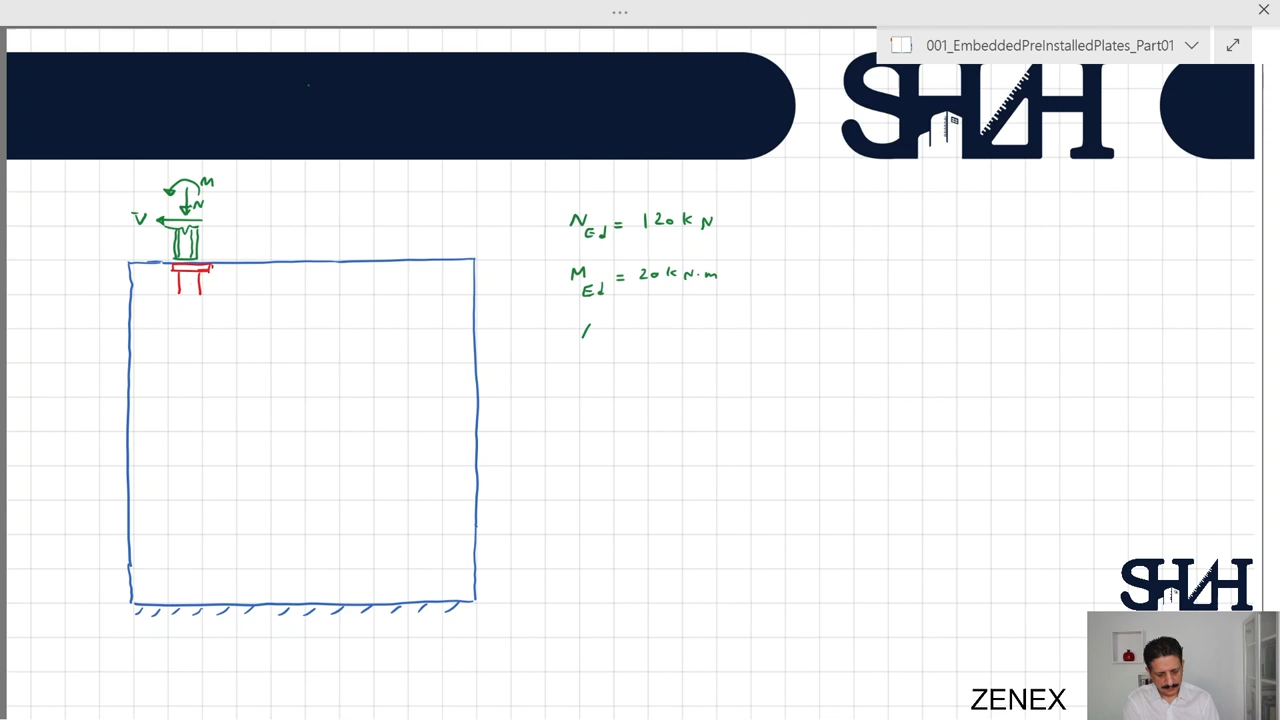 001_EmbeddedPreInstalledPlates_Part01
SHZH
M
N
V
N_Ed = 120 kN
M_Ed = 20 kN·m
SHZH
ZENEX